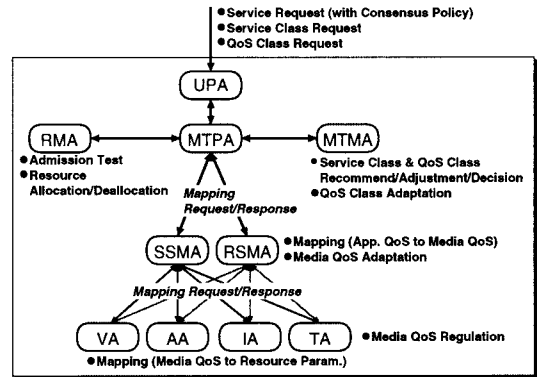 ●Service Request (with Consensus Policy)
●Service Class Request
●QoS Class Request
UPA
RMA
MTPA
MTMA
●Admission Test
●Resource
Allocation/Deallocation
●Service Class & QoS Class
Recommend/Adjustment/Decision
●QoS Class Adaptation
Mapping
Request/Response
SSMA
RSMA
●Mapping (App. QoS to Media QoS)
●Media QoS Adaptation
Mapping Request/Response
VA
AA
IA
TA
●Media QoS Regulation
●Mapping (Media QoS to Resource Param.)